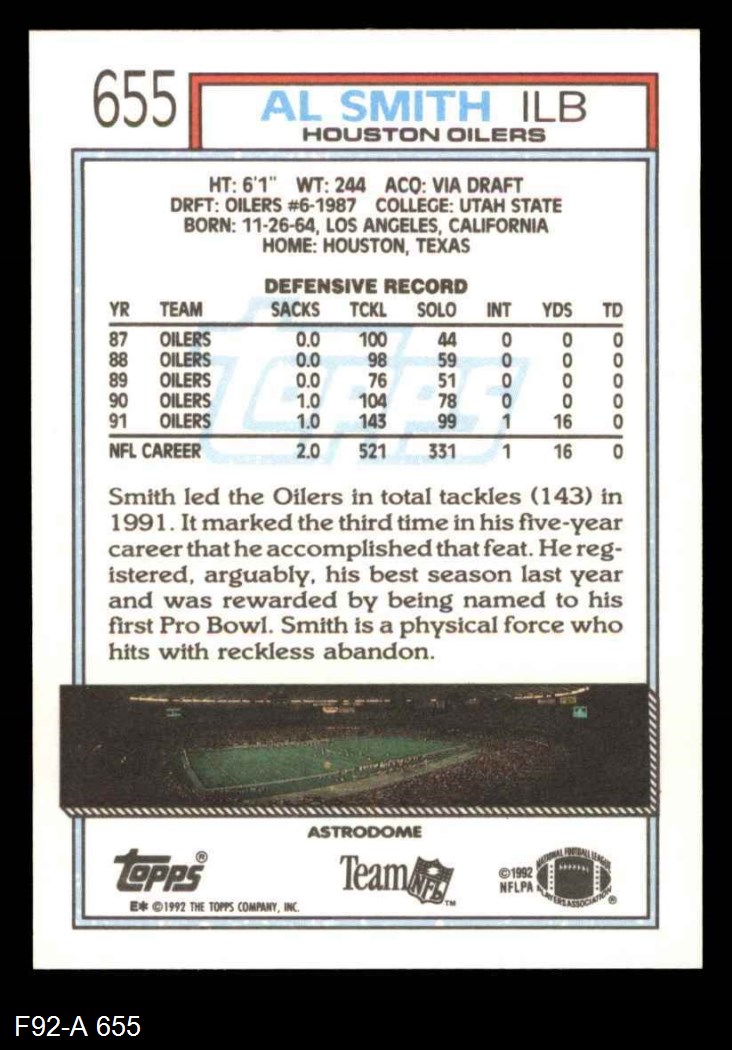 655
AL SMITH ILB
HOUSTON OILERS
HT: 6'1" WT: 244 ACQ: VIA DRAFT
DRFT: OILERS #6-1987 COLLEGE: UTAH STATE
BORN: 11-26-64, LOS ANGELES, CALIFORNIA
HOME: HOUSTON, TEXAS
DEFENSIVE RECORD
YR TEAM SACKS TCKL SOLO INT YDS TD
87 OILERS 0.0 100 44 0 0 0
88 OILERS 0.0 98 59 0 0 0
89 OILERS 0.0 76 51 0 0 0
90 OILERS 1.0 104 78 0 0 0
91 OILERS 1.0 143 99 1 16 0
NFL CAREER 2.0 521 331 1 16 0
topps
Smith led the Oilers in total tackles (143) in
1991. It marked the third time in his five-year
career that he accomplished that feat. He reg-
istered, arguably, his best season last year
and was rewarded by being named to his
first Pro Bowl. Smith is a physical force who
hits with reckless abandon.
ASTRODOME
topps®
Team NFL™
©1992
NFLPA
NATIONAL FOOTBALL LEAGUE
PLAYERS ASSOCIATION®
E* ©1992 THE TOPPS COMPANY, INC.
F92-A 655